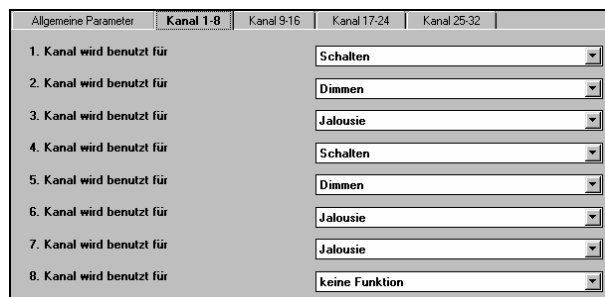 Allgemeine Parameter Kanal 1-8 Kanal 9-16 Kanal 17-24 Kanal 25-32
1. Kanal wird benutzt für Schalten
2. Kanal wird benutzt für Dimmen
3. Kanal wird benutzt für Jalousie
4. Kanal wird benutzt für Schalten
5. Kanal wird benutzt für Dimmen
6. Kanal wird benutzt für Jalousie
7. Kanal wird benutzt für Jalousie
8. Kanal wird benutzt für keine Funktion